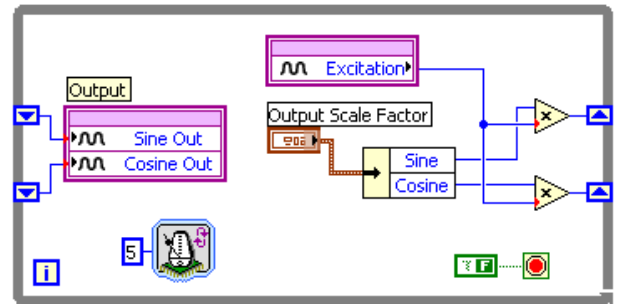 Output
Sine Out
Cosine Out
Excitation
Output Scale Factor
Sine
Cosine
x
x
5
i
F